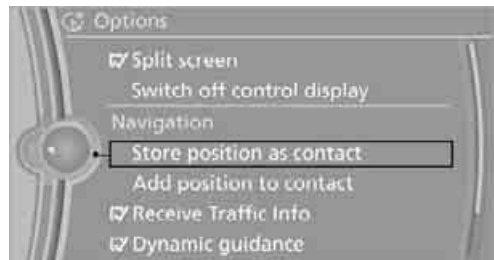 Options
Split screen
Switch off control display
Navigation
Store position as contact
Add position to contact
Receive Traffic Info
Dynamic guidance